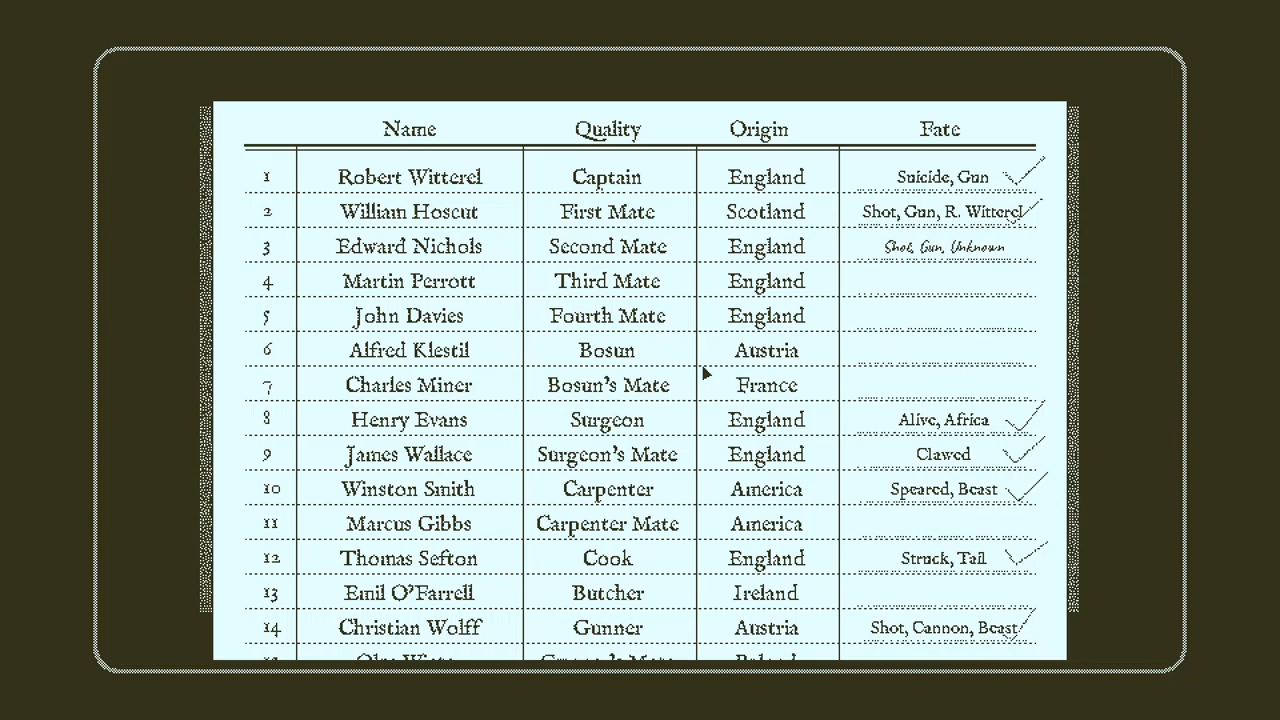 Name Quality Origin Fate
1 Robert Witterel Captain England Suicide, Gun
2 William Hoscut First Mate Scotland Shot, Gun, R. Witterel
3 Edward Nichols Second Mate England Shot, Gun, Unknown
4 Martin Perrott Third Mate England
5 John Davies Fourth Mate England
6 Alfred Klestil Bosun Austria
7 Charles Miner Bosun's Mate France
8 Henry Evans Surgeon England Alive, Africa
9 James Wallace Surgeon's Mate England Clawed
10 Winston Smith Carpenter America Speared, Beast
11 Marcus Gibbs Carpenter Mate America
12 Thomas Sefton Cook England Struck, Tail
13 Emil O'Farrell Butcher Ireland
14 Christian Wolff Gunner Austria Shot, Cannon, Beast